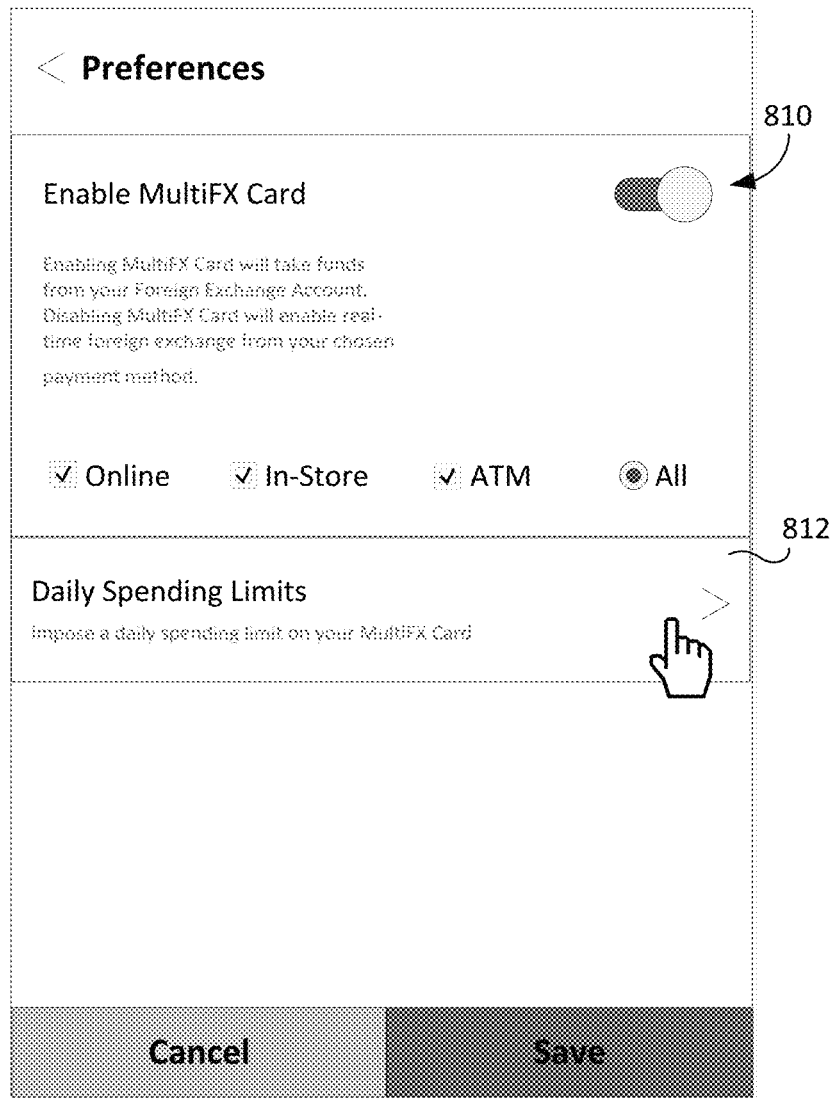 Preferences
810
Enable MultiFX Card
Enabling MultiFX Card will take funds
from your Foreign Exchange Account.
Disabling MultiFX Card will enable real-
time foreign exchange from your chosen
payment method.
Online In-Store ATM All
812
Daily Spending Limits
Impose a daily spending limit on your MultiFX Card
Cancel Save